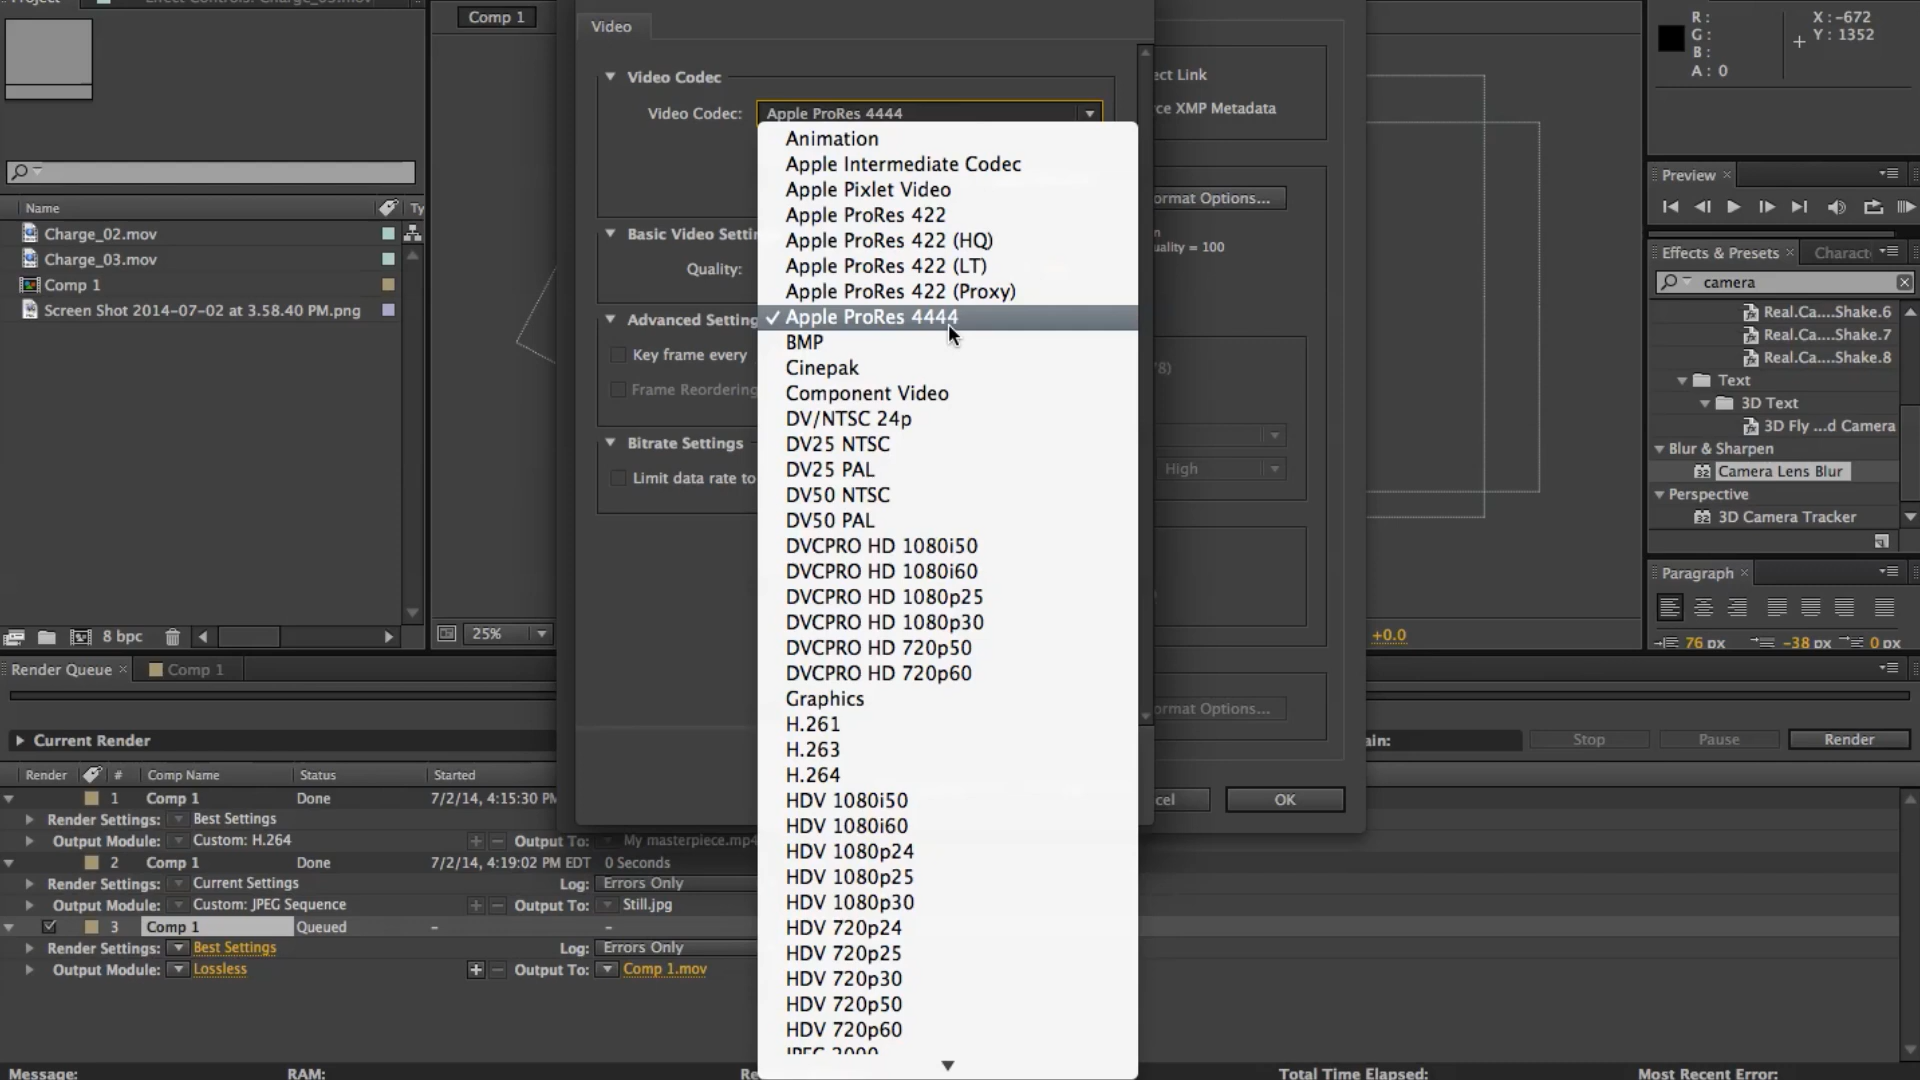 Comp 1
Video
Video Codec
Video Codec:
Apple ProRes 4444
Animation
Apple Intermediate Codec
Apple Pixlet Video
Apple ProRes 422
Apple ProRes 422 (HQ)
Apple ProRes 422 (LT)
Apple ProRes 422 (Proxy)
✓ Apple ProRes 4444
BMP
Cinepak
Component Video
DV/NTSC 24p
DV25 NTSC
DV25 PAL
DV50 NTSC
DV50 PAL
DVCPRO HD 1080i50
DVCPRO HD 1080i60
DVCPRO HD 1080p25
DVCPRO HD 1080p30
DVCPRO HD 720p50
DVCPRO HD 720p60
Graphics
H.261
H.263
H.264
HDV 1080i50
HDV 1080i60
HDV 1080p24
HDV 1080p25
HDV 1080p30
HDV 720p24
HDV 720p25
HDV 720p30
HDV 720p50
HDV 720p60
JPEG 2000
Basic Video Settin
Quality:
Advanced Setting
Key frame every
Frame Reordering
Bitrate Settings
Limit data rate to
ect Link
ce XMP Metadata
ormat Options...
n
uality = 100
'8)
High
ormat Options...
cel
OK
R:
G:
B:
A: 0
X: -672
Y: 1352
Preview
Effects & Presets
Charact
camera
Real.Ca....Shake.6
Real.Ca....Shake.7
Real.Ca....Shake.8
Text
3D Text
3D Fly ...d Camera
Blur & Sharpen
Camera Lens Blur
Perspective
3D Camera Tracker
Paragraph
76 px
-38 px
0 px
Name
Ty
Charge_02.mov
Charge_03.mov
Comp 1
Screen Shot 2014-07-02 at 3.58.40 PM.png
8 bpc
25%
+0.0
Render Queue
Comp 1
Current Render
ain:
Stop
Pause
Render
Render # Comp Name Status Started
1 Comp 1 Done 7/2/14, 4:15:30 PM
Render Settings: Best Settings
Output Module: Custom: H.264 Output To: My masterpiece.mp4
2 Comp 1 Done 7/2/14, 4:19:02 PM EDT 0 Seconds
Render Settings: Current Settings Log: Errors Only
Output Module: Custom: JPEG Sequence Output To: Still.jpg
3 Comp 1 Queued - -
Render Settings: Best Settings Log: Errors Only
Output Module: Lossless Output To: Comp 1.mov
Message:
RAM:
Re
Total Time Elapsed:
Most Recent Error: